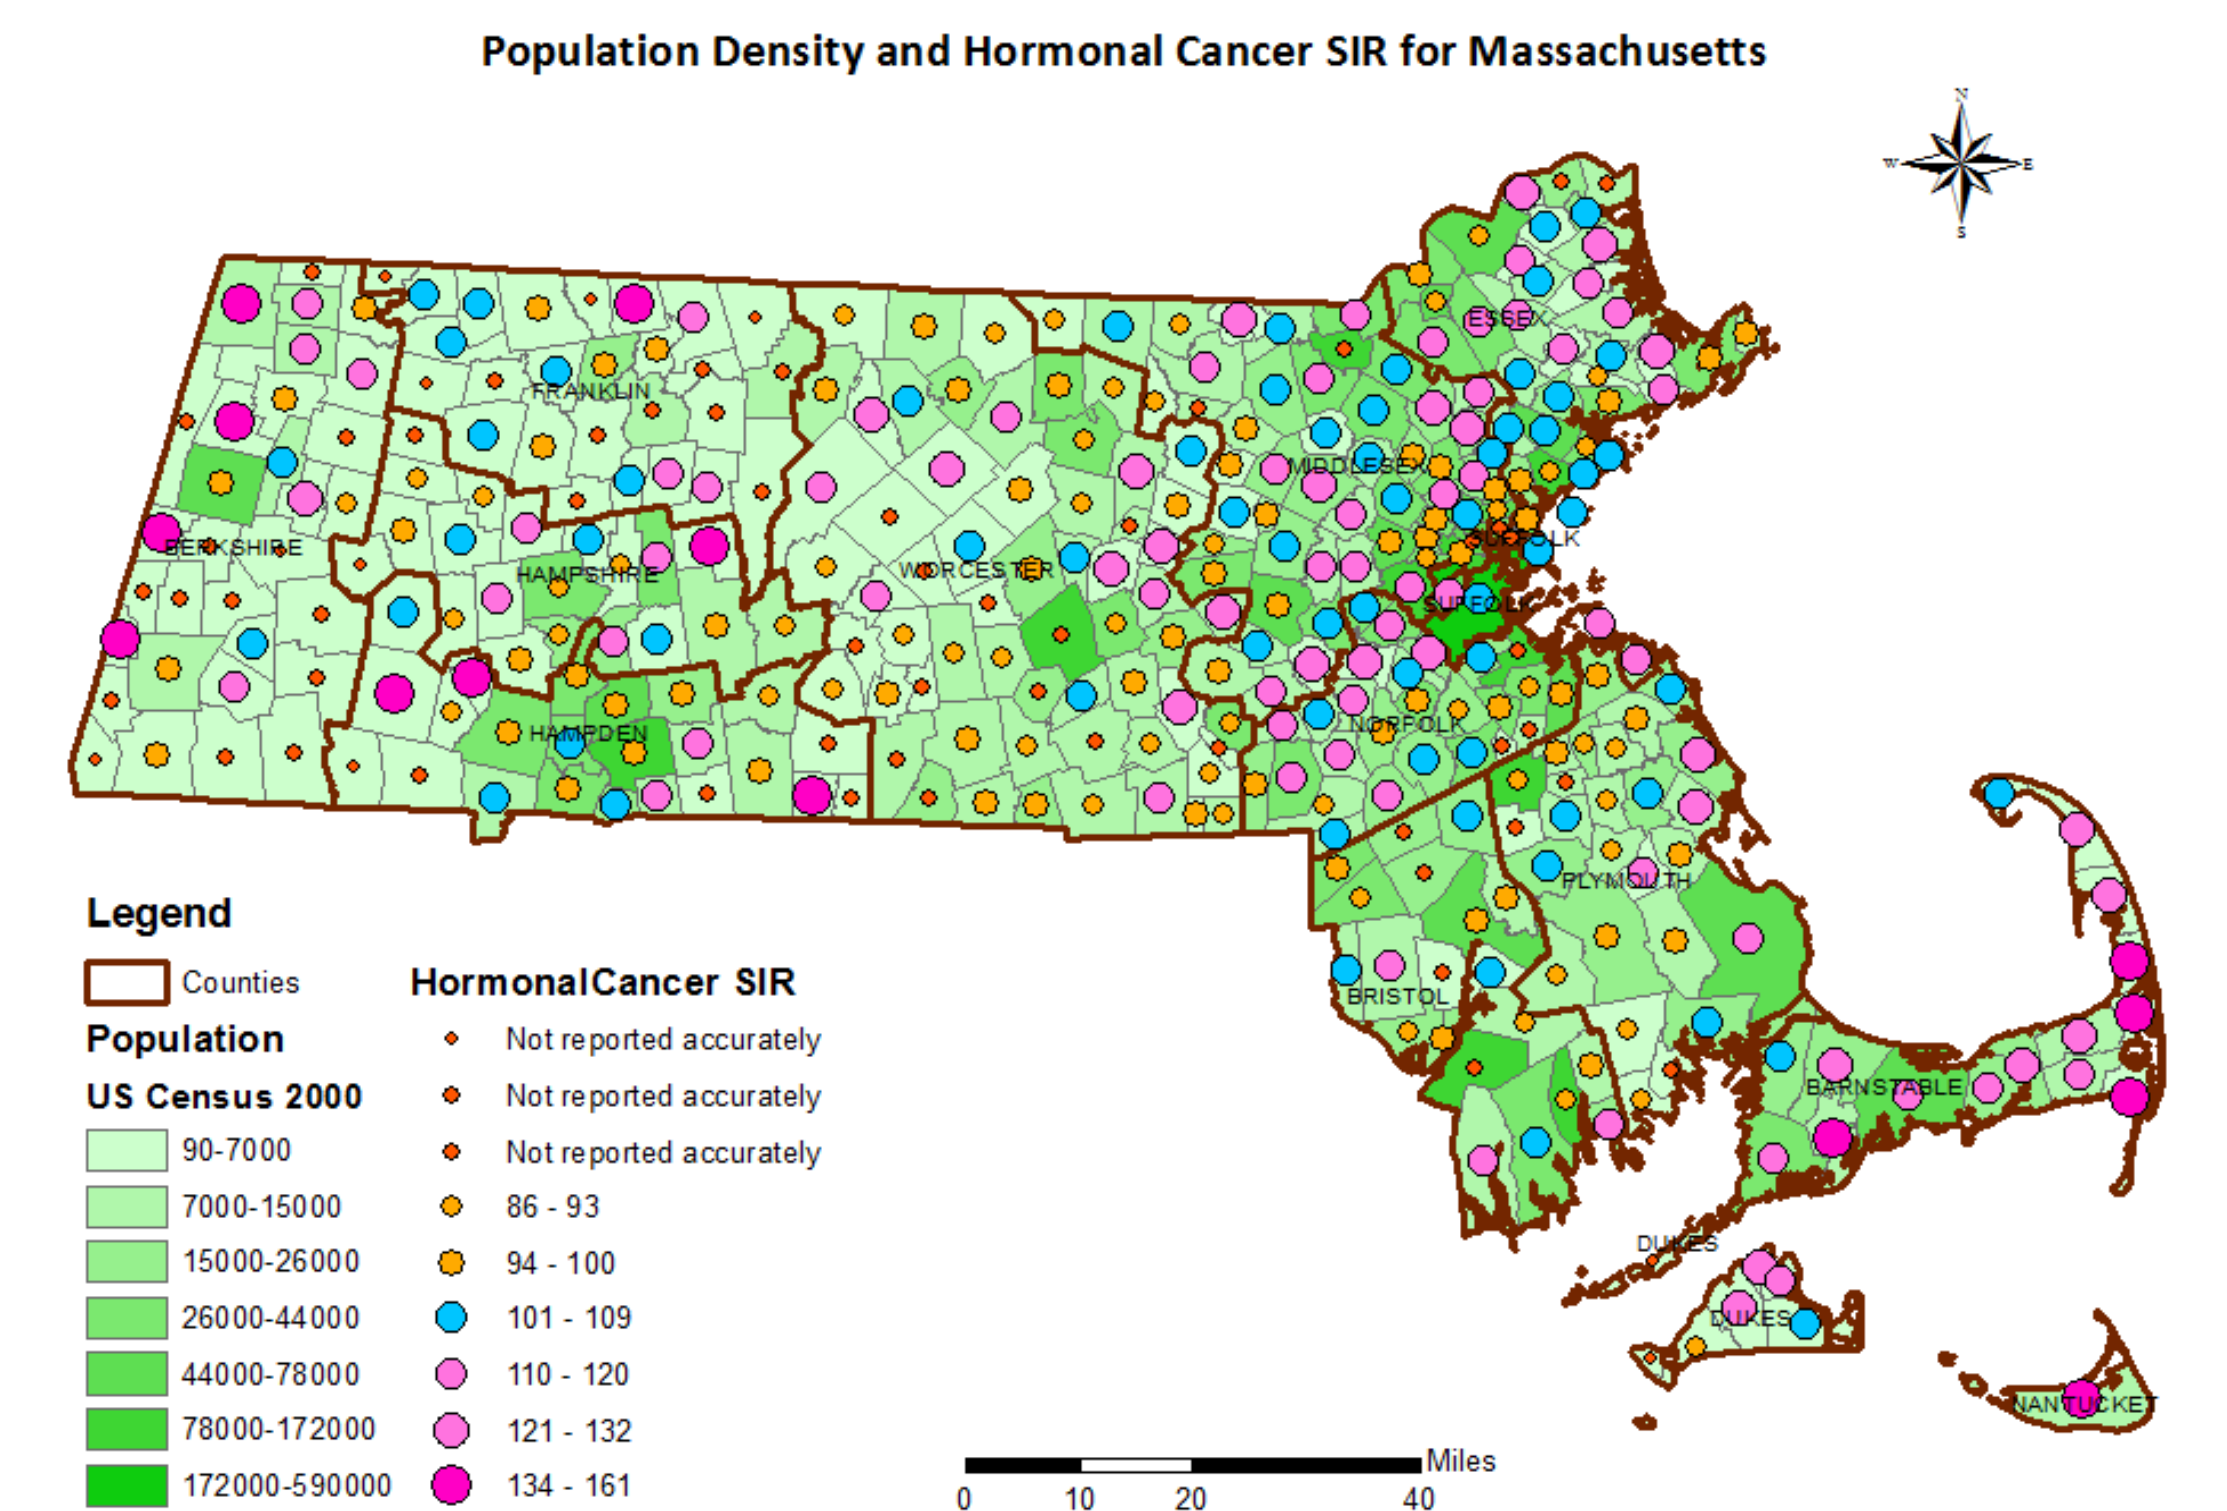 Population Density and Hormonal Cancer SIR for Massachusetts
N
W
E
S
ESSEX
FRANKLIN
MIDDLESEX
BERKSHIRE
SUFFOLK
HAMPSHIRE
WORCESTER
SUFFOLK
HAMPDEN
NORFOLK
PLYMOUTH
BRISTOL
BARNSTABLE
DUKES
DUKES
NANTUCKET
Legend
Counties
Population
US Census 2000
90-7000
7000-15000
15000-26000
26000-44000
44000-78000
78000-172000
172000-590000
HormonalCancer SIR
Not reported accurately
Not reported accurately
Not reported accurately
86 - 93
94 - 100
101 - 109
110 - 120
121 - 132
134 - 161
Miles
0 10 20 40